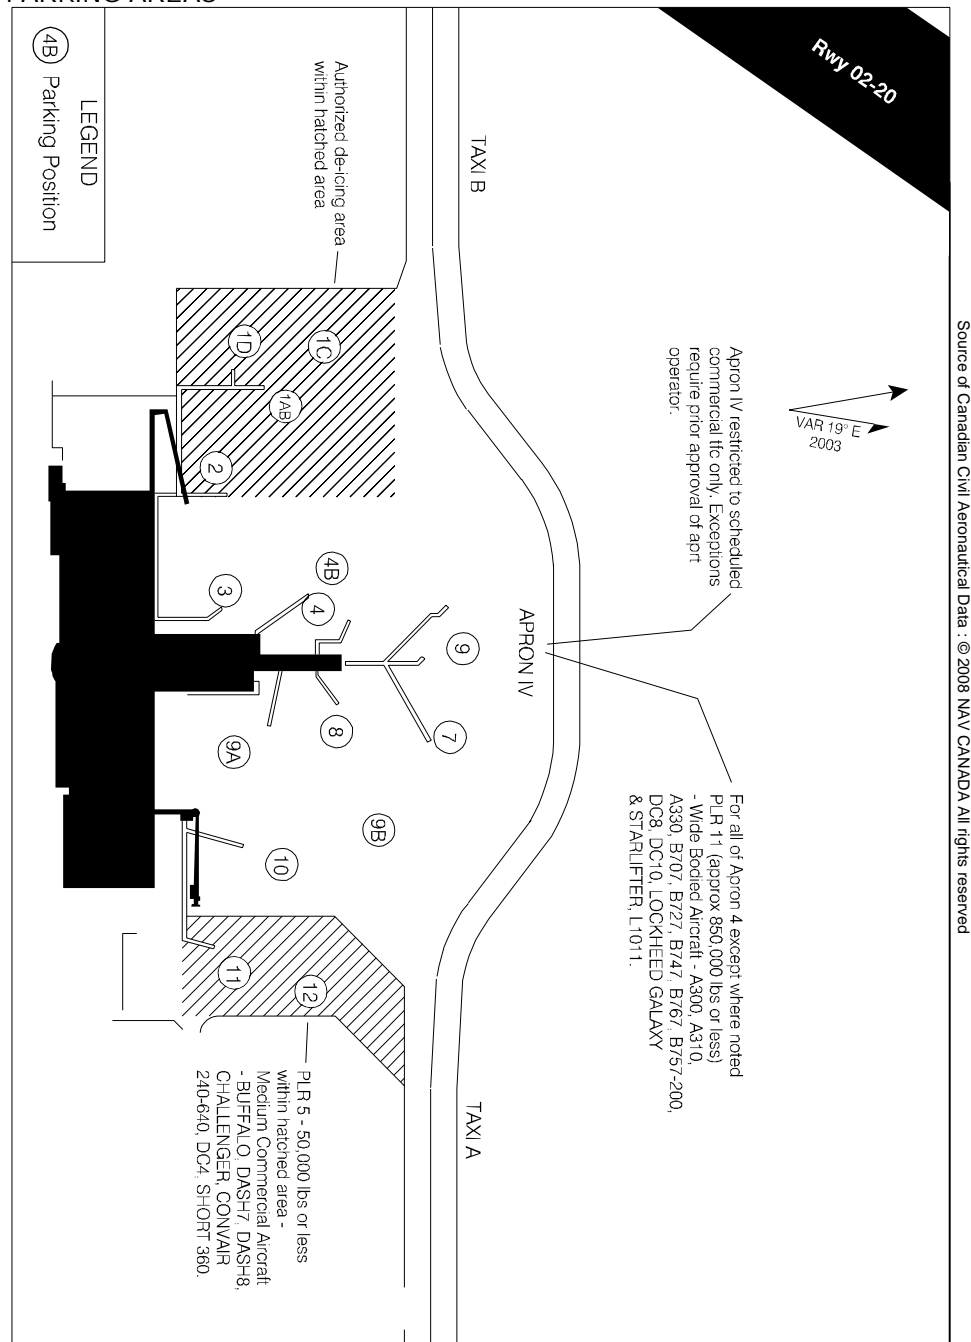 PARKING AREAS
Rwy 02-20
Source of Canadian Civil Aeronautical Data : © 2008 NAV CANADA All rights reserved
VAR 19° E
2003
Apron IV restricted to scheduled
commercial tfc only. Exceptions
require prior approval of aprt
operator.
For all of Apron 4 except where noted
PLR 11 (approx 850,000 lbs or less)
- Wide Bodied Aircraft - A300, A310,
A330, B707, B727, B747, B767, B757-200,
DC8, DC10, LOCKHEED GALAXY
& STARLIFTER, L1011.
TAXI B
APRON IV
TAXI A
Authorized de-icing area
within hatched area
1C
1D
1AB
2
3
4B
4
9
7
8
9A
9B
10
11
12
PLR 5 - 50,000 lbs or less
within hatched area -
Medium Commercial Aircraft
- BUFFALO, DASH7, DASH8,
CHALLENGER, CONVAIR
240-640, DC4, SHORT 360.
LEGEND
4B Parking Position